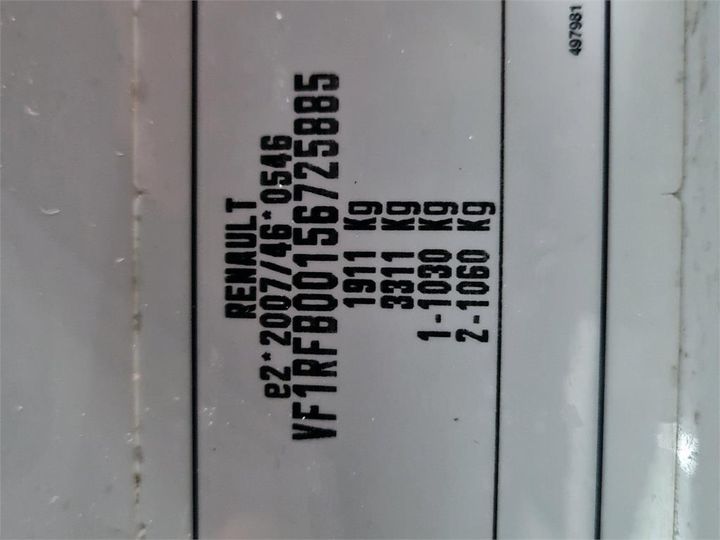 RENAULT
e2*2007/46*0546
VF1RFB00156725885
1911 Kg
3311 Kg
1-1030 Kg
2-1060 Kg
497981